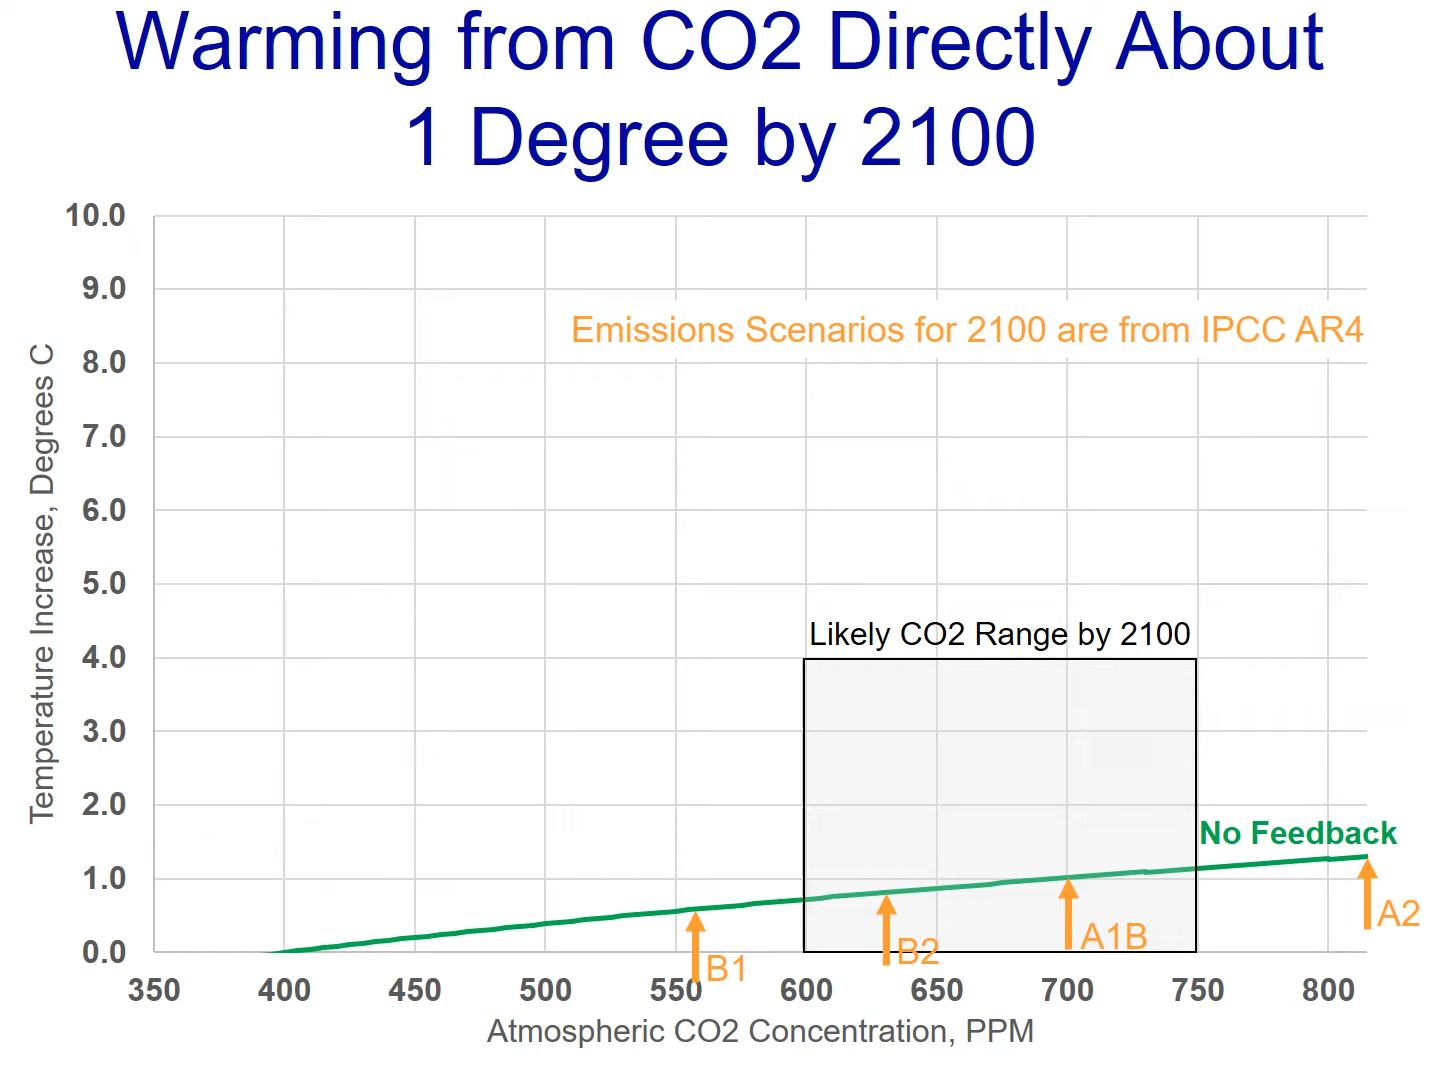 Warming from CO2 Directly About
1 Degree by 2100
10.0
9.0
Emissions Scenarios for 2100 are from IPCC AR4
8.0
7.0
6.0
5.0
Likely CO2 Range by 2100
4.0
3.0
2.0
No Feedback
1.0
A2
A1B
B2
B1
0.0
350 400 450 500 550 600 650 700 750 800
Atmospheric CO2 Concentration, PPM
Temperature Increase, Degrees C